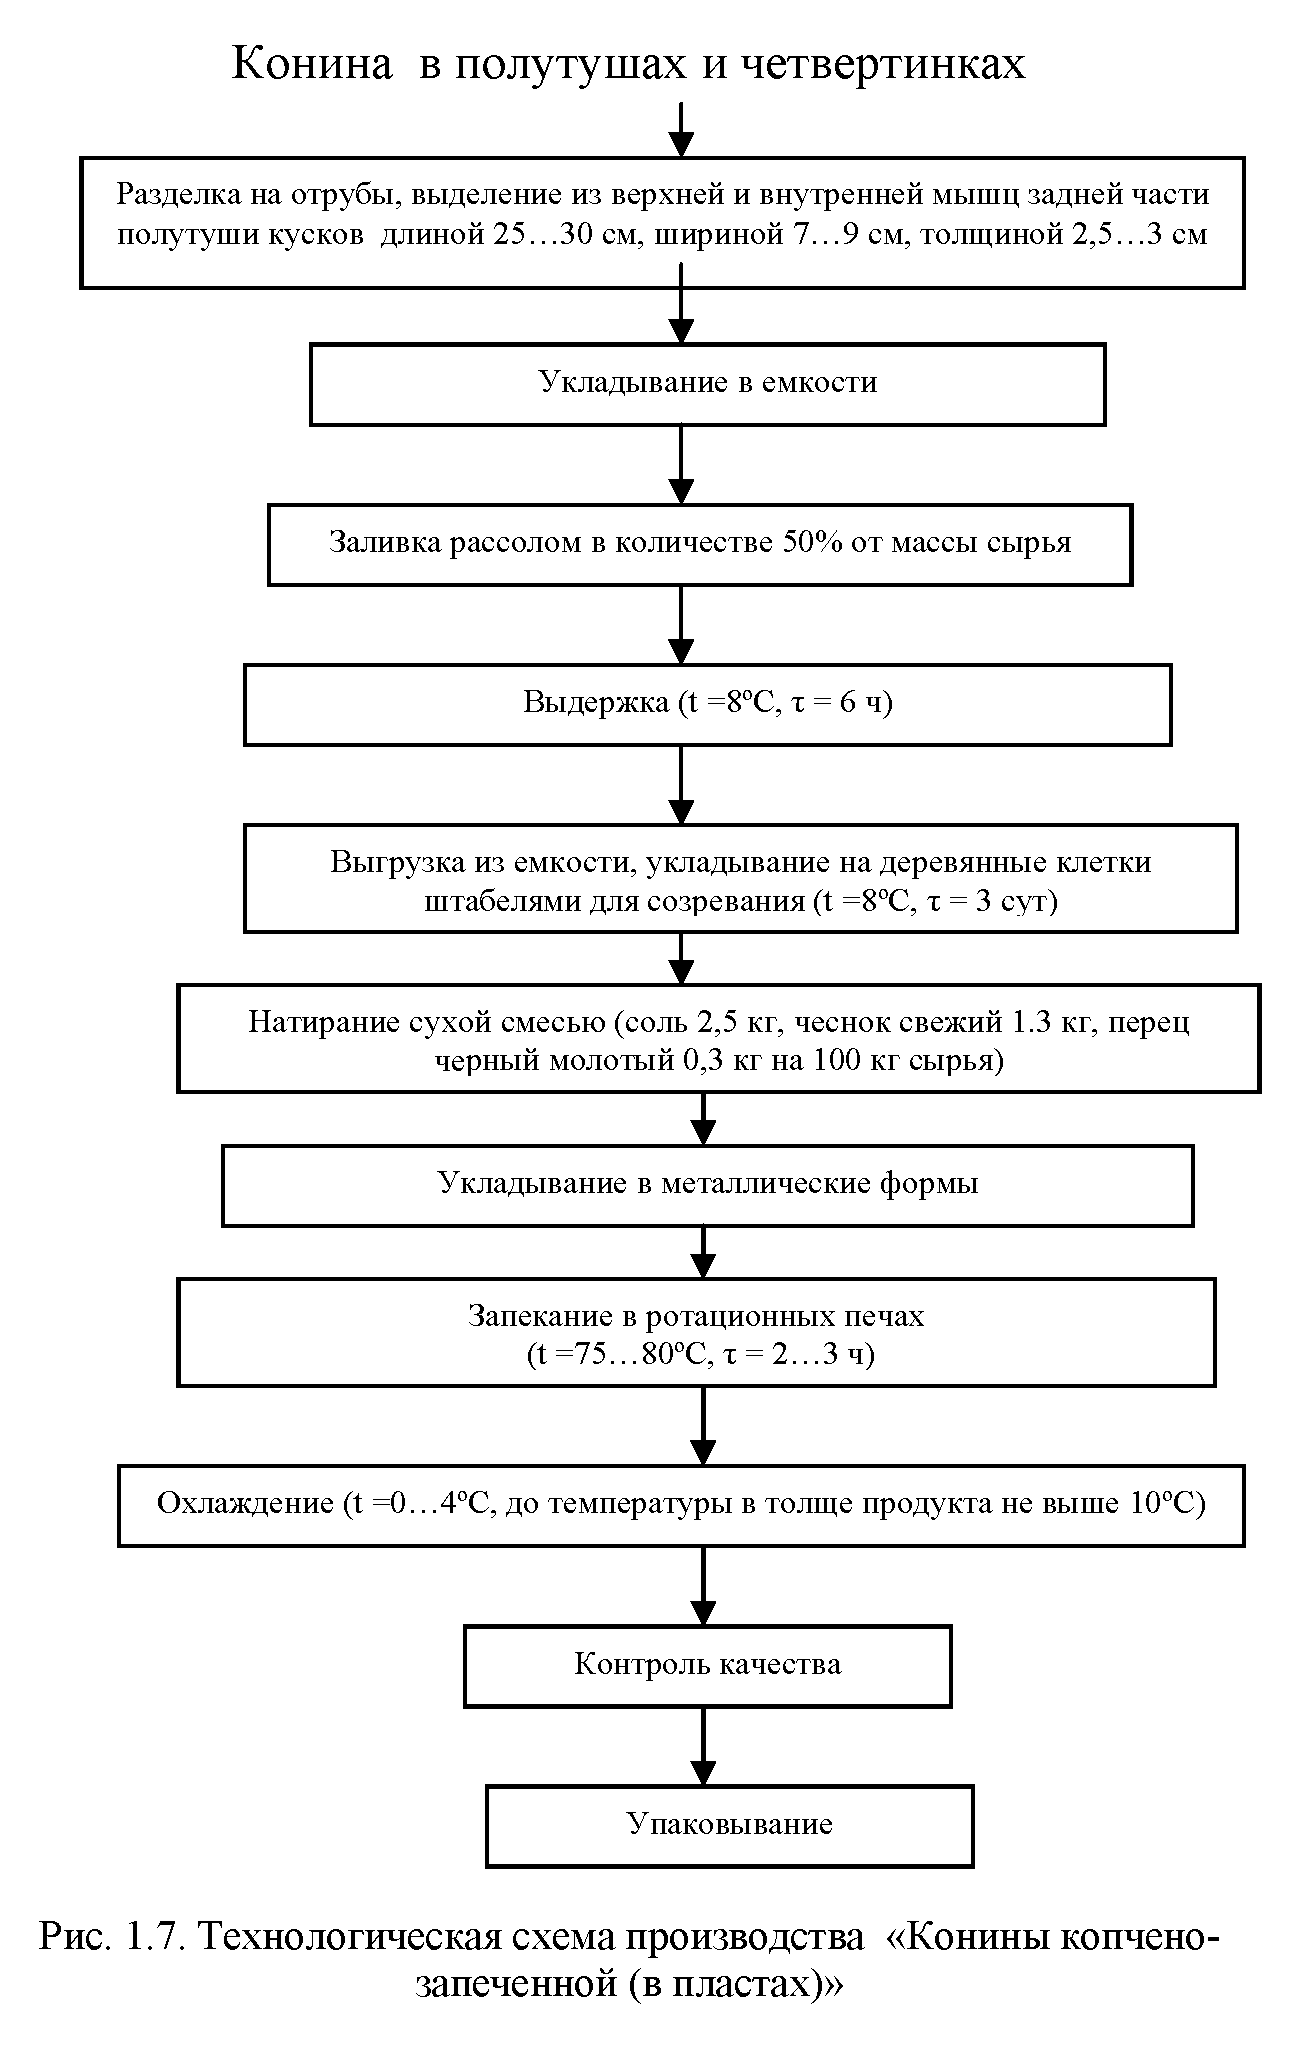 Конина в полутушах и четвертинках
Разделка на отрубы, выделение из верхней и внутренней мышц задней части
полутуши кусков длиной 25…30 см, шириной 7…9 см, толщиной 2,5…3 см
Укладывание в емкости
Заливка рассолом в количестве 50% от массы сырья
Выдержка (t =8ºС, τ = 6 ч)
Выгрузка из емкости, укладывание на деревянные клетки
штабелями для созревания (t =8ºС, τ = 3 сут)
Натирание сухой смесью (соль 2,5 кг, чеснок свежий 1.3 кг, перец
черный молотый 0,3 кг на 100 кг сырья)
Укладывание в металлические формы
Запекание в ротационных печах
(t =75…80ºС, τ = 2…3 ч)
Охлаждение (t =0…4ºС, до температуры в толще продукта не выше 10ºС)
Контроль качества
Упаковывание
Рис. 1.7. Технологическая схема производства «Конины копчено-
запеченной (в пластах)»